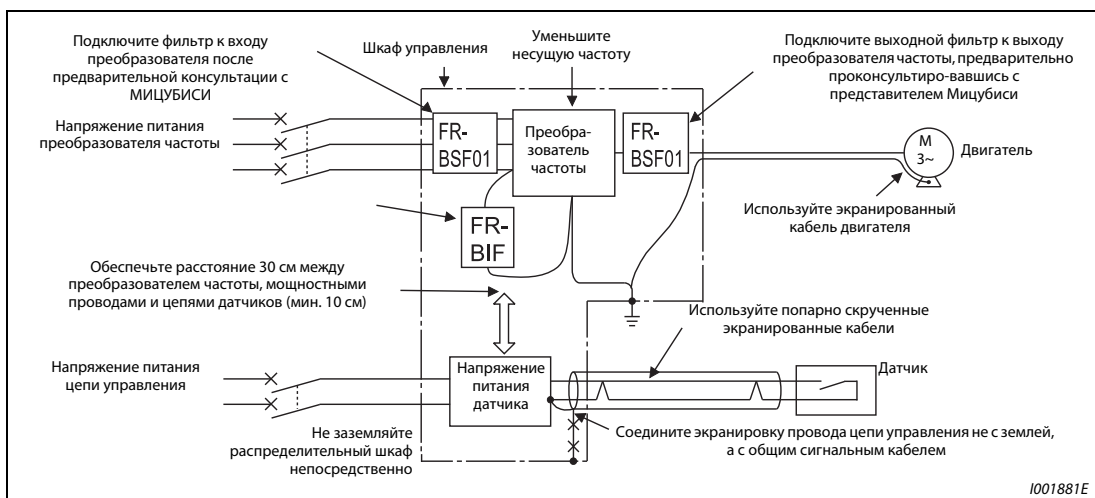 Подключите фильтр к входу
преобразователя после
предварительной консультации с
МИЦУБИСИ
Шкаф управления
Уменьшите
несущую частоту
Подключите выходной фильтр к выходу
преобразователя частоты, предварительно
проконсультиро-вавшись с
представителем Мицубиси
Напряжение питания
преобразователя частоты
FR-
BSF01
Преобра-
зователь
частоты
FR-
BSF01
M
3~
Двигатель
FR-
BIF
Используйте экранированный
кабель двигателя
Обеспечьте расстояние 30 см между
преобразователем частоты, мощностными
проводами и цепями датчиков (мин. 10 см)
Используйте попарно скрученные
экранированные кабели
Напряжение питания
цепи управления
Напряжение
питания
датчика
Датчик
Не заземляйте
распределительный шкаф
непосредственно
Соедините экранировку провода цепи управления не с землей,
а с общим сигнальным кабелем
I001881E